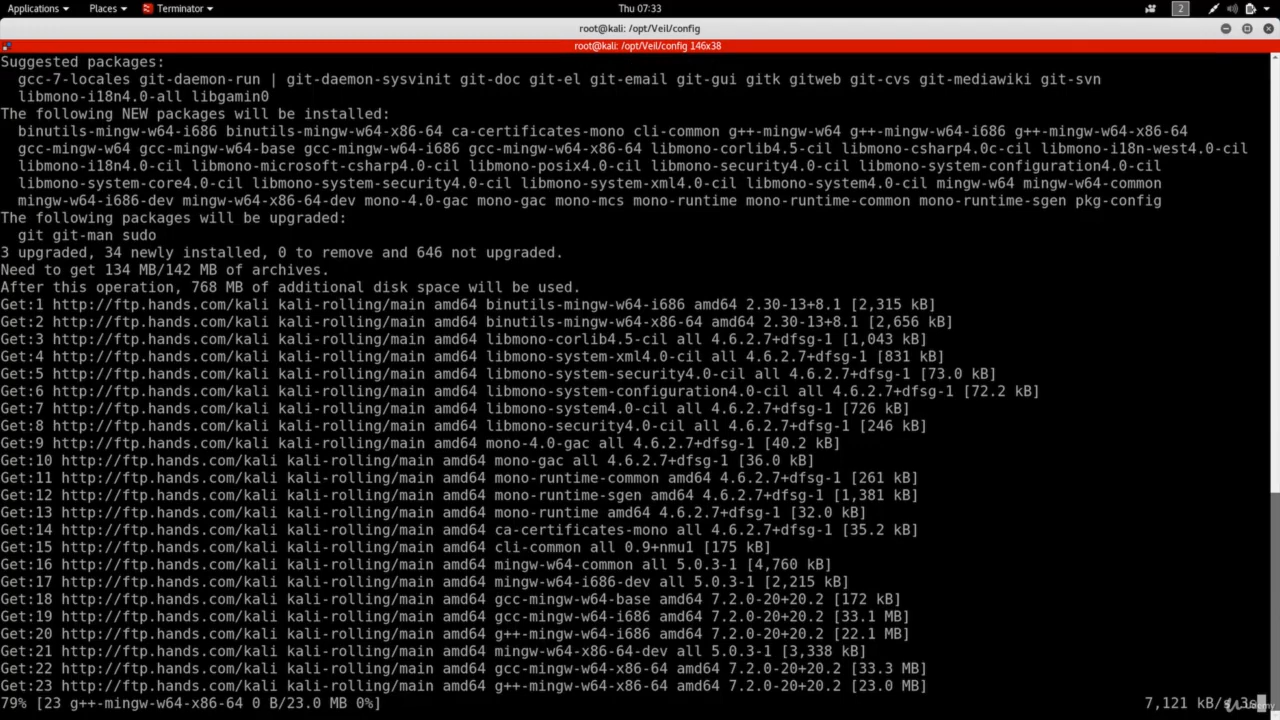 Applications Places Terminator Thu 07:33 2
root@kali: /opt/Veil/config
root@kali: /opt/Veil/config 146x38
Suggested packages:
gcc-7-locales git-daemon-run | git-daemon-sysvinit git-doc git-el git-email git-gui gitk gitweb git-cvs git-mediawiki git-svn
libmono-i18n4.0-all libgamin0
The following NEW packages will be installed:
binutils-mingw-w64-i686 binutils-mingw-w64-x86-64 ca-certificates-mono cli-common g++-mingw-w64 g++-mingw-w64-i686 g++-mingw-w64-x86-64
gcc-mingw-w64 gcc-mingw-w64-base gcc-mingw-w64-i686 gcc-mingw-w64-x86-64 libmono-corlib4.5-cil libmono-csharp4.0c-cil libmono-i18n-west4.0-cil
libmono-i18n4.0-cil libmono-microsoft-csharp4.0-cil libmono-posix4.0-cil libmono-security4.0-cil libmono-system-configuration4.0-cil
libmono-system-core4.0-cil libmono-system-security4.0-cil libmono-system-xml4.0-cil libmono-system4.0-cil mingw-w64 mingw-w64-common
mingw-w64-i686-dev mingw-w64-x86-64-dev mono-4.0-gac mono-gac mono-mcs mono-runtime mono-runtime-common mono-runtime-sgen pkg-config
The following packages will be upgraded:
git git-man sudo
3 upgraded, 34 newly installed, 0 to remove and 646 not upgraded.
Need to get 134 MB/142 MB of archives.
After this operation, 768 MB of additional disk space will be used.
Get:1 http://ftp.hands.com/kali kali-rolling/main amd64 binutils-mingw-w64-i686 amd64 2.30-13+8.1 [2,315 kB]
Get:2 http://ftp.hands.com/kali kali-rolling/main amd64 binutils-mingw-w64-x86-64 amd64 2.30-13+8.1 [2,656 kB]
Get:3 http://ftp.hands.com/kali kali-rolling/main amd64 libmono-corlib4.5-cil all 4.6.2.7+dfsg-1 [1,043 kB]
Get:4 http://ftp.hands.com/kali kali-rolling/main amd64 libmono-system-xml4.0-cil all 4.6.2.7+dfsg-1 [831 kB]
Get:5 http://ftp.hands.com/kali kali-rolling/main amd64 libmono-system-security4.0-cil all 4.6.2.7+dfsg-1 [73.0 kB]
Get:6 http://ftp.hands.com/kali kali-rolling/main amd64 libmono-system-configuration4.0-cil all 4.6.2.7+dfsg-1 [72.2 kB]
Get:7 http://ftp.hands.com/kali kali-rolling/main amd64 libmono-system4.0-cil all 4.6.2.7+dfsg-1 [726 kB]
Get:8 http://ftp.hands.com/kali kali-rolling/main amd64 libmono-security4.0-cil all 4.6.2.7+dfsg-1 [246 kB]
Get:9 http://ftp.hands.com/kali kali-rolling/main amd64 mono-4.0-gac all 4.6.2.7+dfsg-1 [40.2 kB]
Get:10 http://ftp.hands.com/kali kali-rolling/main amd64 mono-gac all 4.6.2.7+dfsg-1 [36.0 kB]
Get:11 http://ftp.hands.com/kali kali-rolling/main amd64 mono-runtime-common amd64 4.6.2.7+dfsg-1 [261 kB]
Get:12 http://ftp.hands.com/kali kali-rolling/main amd64 mono-runtime-sgen amd64 4.6.2.7+dfsg-1 [1,381 kB]
Get:13 http://ftp.hands.com/kali kali-rolling/main amd64 mono-runtime amd64 4.6.2.7+dfsg-1 [32.0 kB]
Get:14 http://ftp.hands.com/kali kali-rolling/main amd64 ca-certificates-mono all 4.6.2.7+dfsg-1 [35.2 kB]
Get:15 http://ftp.hands.com/kali kali-rolling/main amd64 cli-common all 0.9+nmu1 [175 kB]
Get:16 http://ftp.hands.com/kali kali-rolling/main amd64 mingw-w64-common all 5.0.3-1 [4,760 kB]
Get:17 http://ftp.hands.com/kali kali-rolling/main amd64 mingw-w64-i686-dev all 5.0.3-1 [2,215 kB]
Get:18 http://ftp.hands.com/kali kali-rolling/main amd64 gcc-mingw-w64-base amd64 7.2.0-20+20.2 [172 kB]
Get:19 http://ftp.hands.com/kali kali-rolling/main amd64 gcc-mingw-w64-i686 amd64 7.2.0-20+20.2 [33.1 MB]
Get:20 http://ftp.hands.com/kali kali-rolling/main amd64 g++-mingw-w64-i686 amd64 7.2.0-20+20.2 [22.1 MB]
Get:21 http://ftp.hands.com/kali kali-rolling/main amd64 mingw-w64-x86-64-dev all 5.0.3-1 [3,338 kB]
Get:22 http://ftp.hands.com/kali kali-rolling/main amd64 gcc-mingw-w64-x86-64 amd64 7.2.0-20+20.2 [33.3 MB]
Get:23 http://ftp.hands.com/kali kali-rolling/main amd64 g++-mingw-w64-x86-64 amd64 7.2.0-20+20.2 [23.0 MB]
79% [23 g++-mingw-w64-x86-64 0 B/23.0 MB 0%] 7,121 kB/s 3s